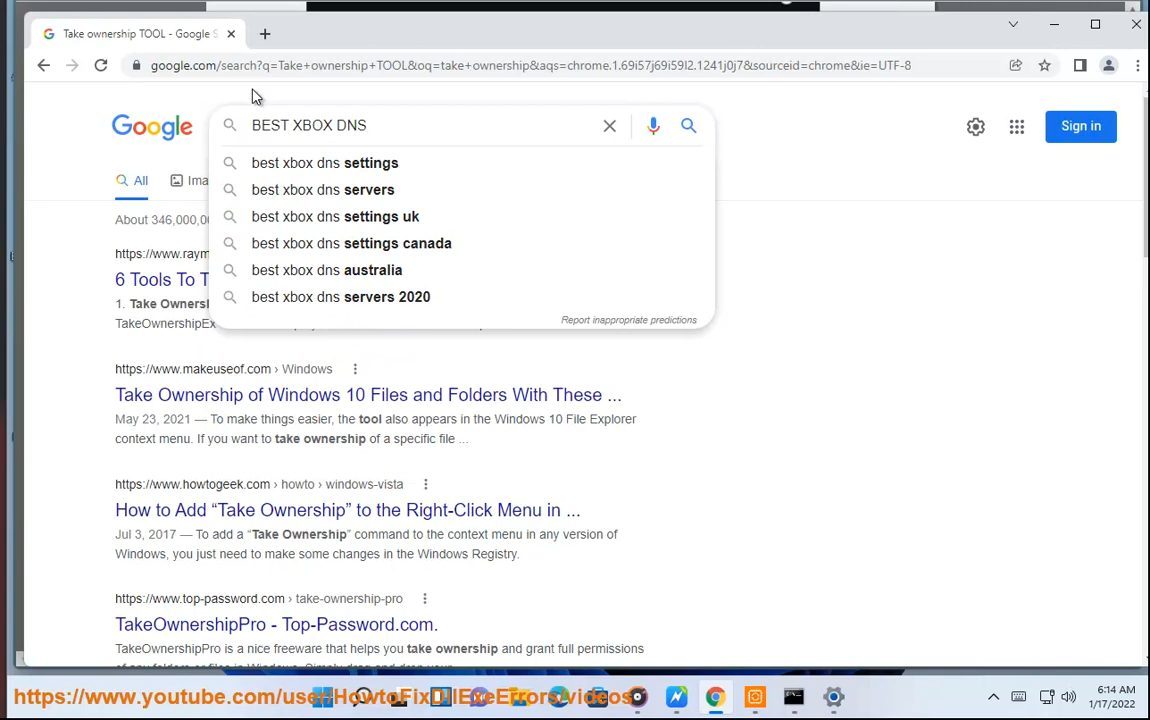 Take ownership TOOL - Google S
google.com/search?q=Take+ownership+TOOL&oq=take+ownership&aqs=chrome.1.69i57j69i59l2.1241j0j7&sourceid=chrome&ie=UTF-8
Google
BEST XBOX DNS
Sign in
best xbox dns settings
All
Ima
best xbox dns servers
best xbox dns settings uk
About 346,000,0
best xbox dns settings canada
https://www.raym
best xbox dns australia
6 Tools To T
best xbox dns servers 2020
1. Take Owners
Report inappropriate predictions
TakeOwnershipEx
https://www.makeuseof.com › Windows
Take Ownership of Windows 10 Files and Folders With These ...
May 23, 2021 — To make things easier, the tool also appears in the Windows 10 File Explorer
context menu. If you want to take ownership of a specific file ...
https://www.howtogeek.com › howto › windows-vista
How to Add “Take Ownership” to the Right-Click Menu in ...
Jul 3, 2017 — To add a “Take Ownership” command to the context menu in any version of
Windows, you just need to make some changes in the Windows Registry.
https://www.top-password.com › take-ownership-pro
TakeOwnershipPro - Top-Password.com.
TakeOwnershipPro is a nice freeware that helps you take ownership and grant full permissions
https://www.youtube.com/user/HowtoFixDllExeErrors/videos
6:14 AM
1/17/2022